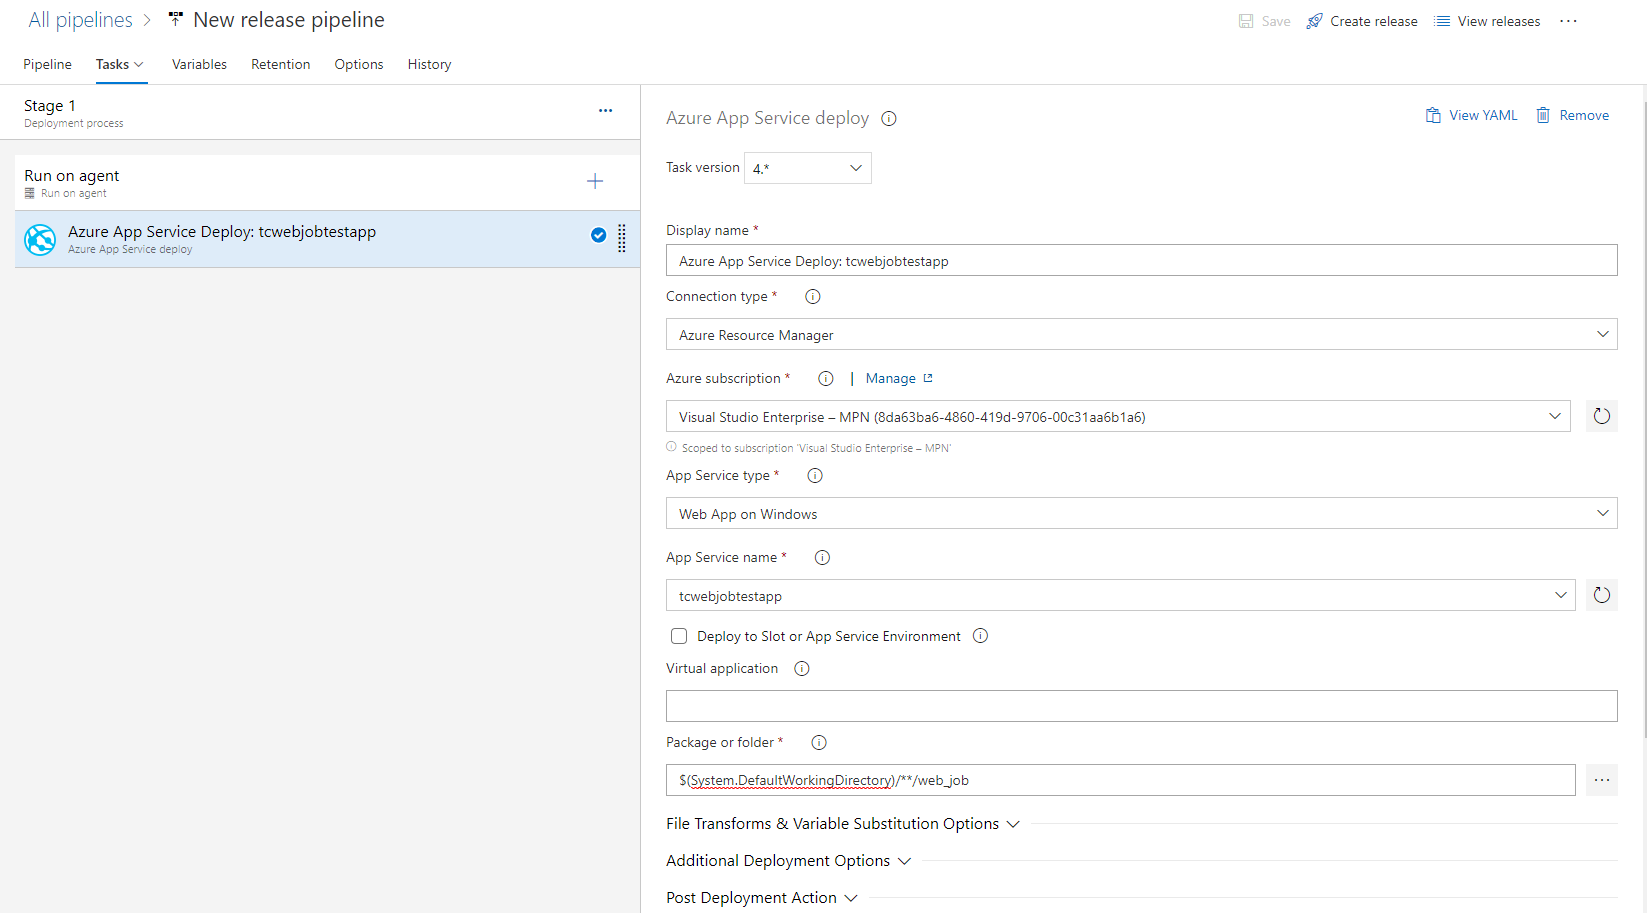 All pipelines > New release pipeline
Save Create release View releases ...
Pipeline Tasks Variables Retention Options History
Stage 1
Deployment process
...
Run on agent
Run on agent
Azure App Service Deploy: tcwebjobtestapp
Azure App Service deploy
Azure App Service deploy
View YAML Remove
Task version 4.*
Display name *
Azure App Service Deploy: tcwebjobtestapp
Connection type *
Azure Resource Manager
Azure subscription * | Manage
Visual Studio Enterprise – MPN (8da63ba6-4860-419d-9706-00c31aa6b1a6)
Scoped to subscription 'Visual Studio Enterprise – MPN'
App Service type *
Web App on Windows
App Service name *
tcwebjobtestapp
Deploy to Slot or App Service Environment
Virtual application
Package or folder *
$(System.DefaultWorkingDirectory)/**/web_job
...
File Transforms & Variable Substitution Options
Additional Deployment Options
Post Deployment Action